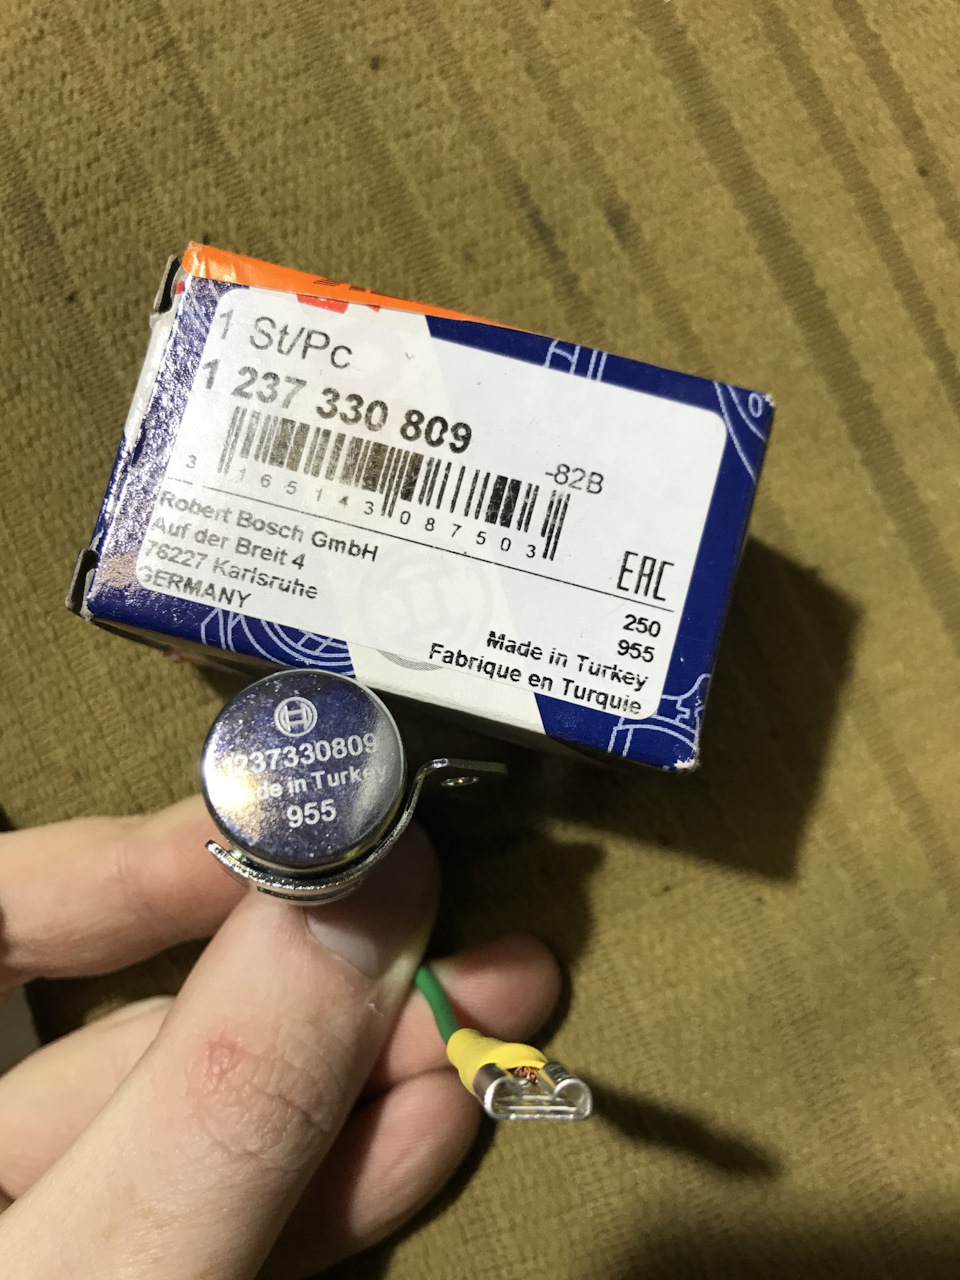 1 St/Pc
1 237 330 809
-82B
3 165143 087503
Robert Bosch GmbH
Auf der Breit 4
76227 Karlsruhe
GERMANY
EAC
250
955
Made in Turkey
Fabrique en Turquie
237330809
de in Turkey
955